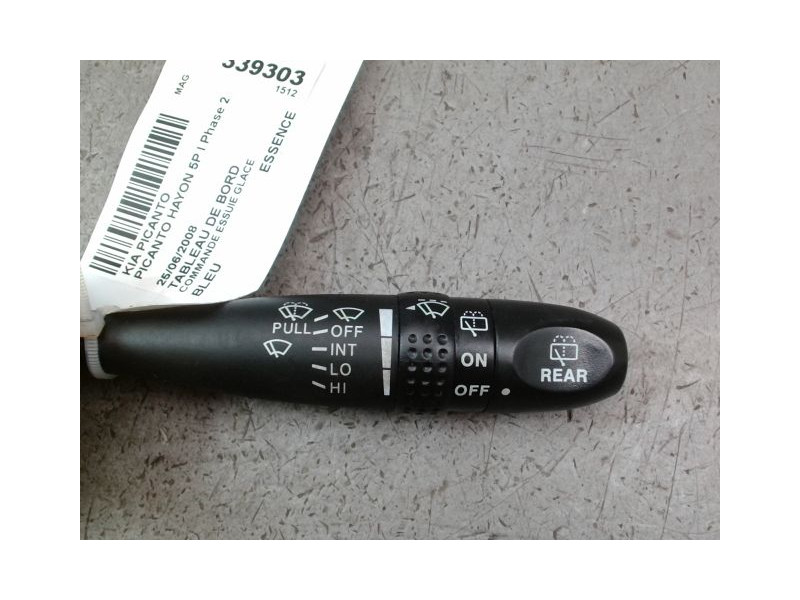 339303
1512
MAG
KIA PICANTO
PICANTO HAYON 5P I Phase 2
25/06/2008
TABLEAU DE BORD
COMMANDE ESSUIE GLACE
BLEU
ESSENCE
PULL
OFF
INT
LO
HI
ON
OFF
REAR